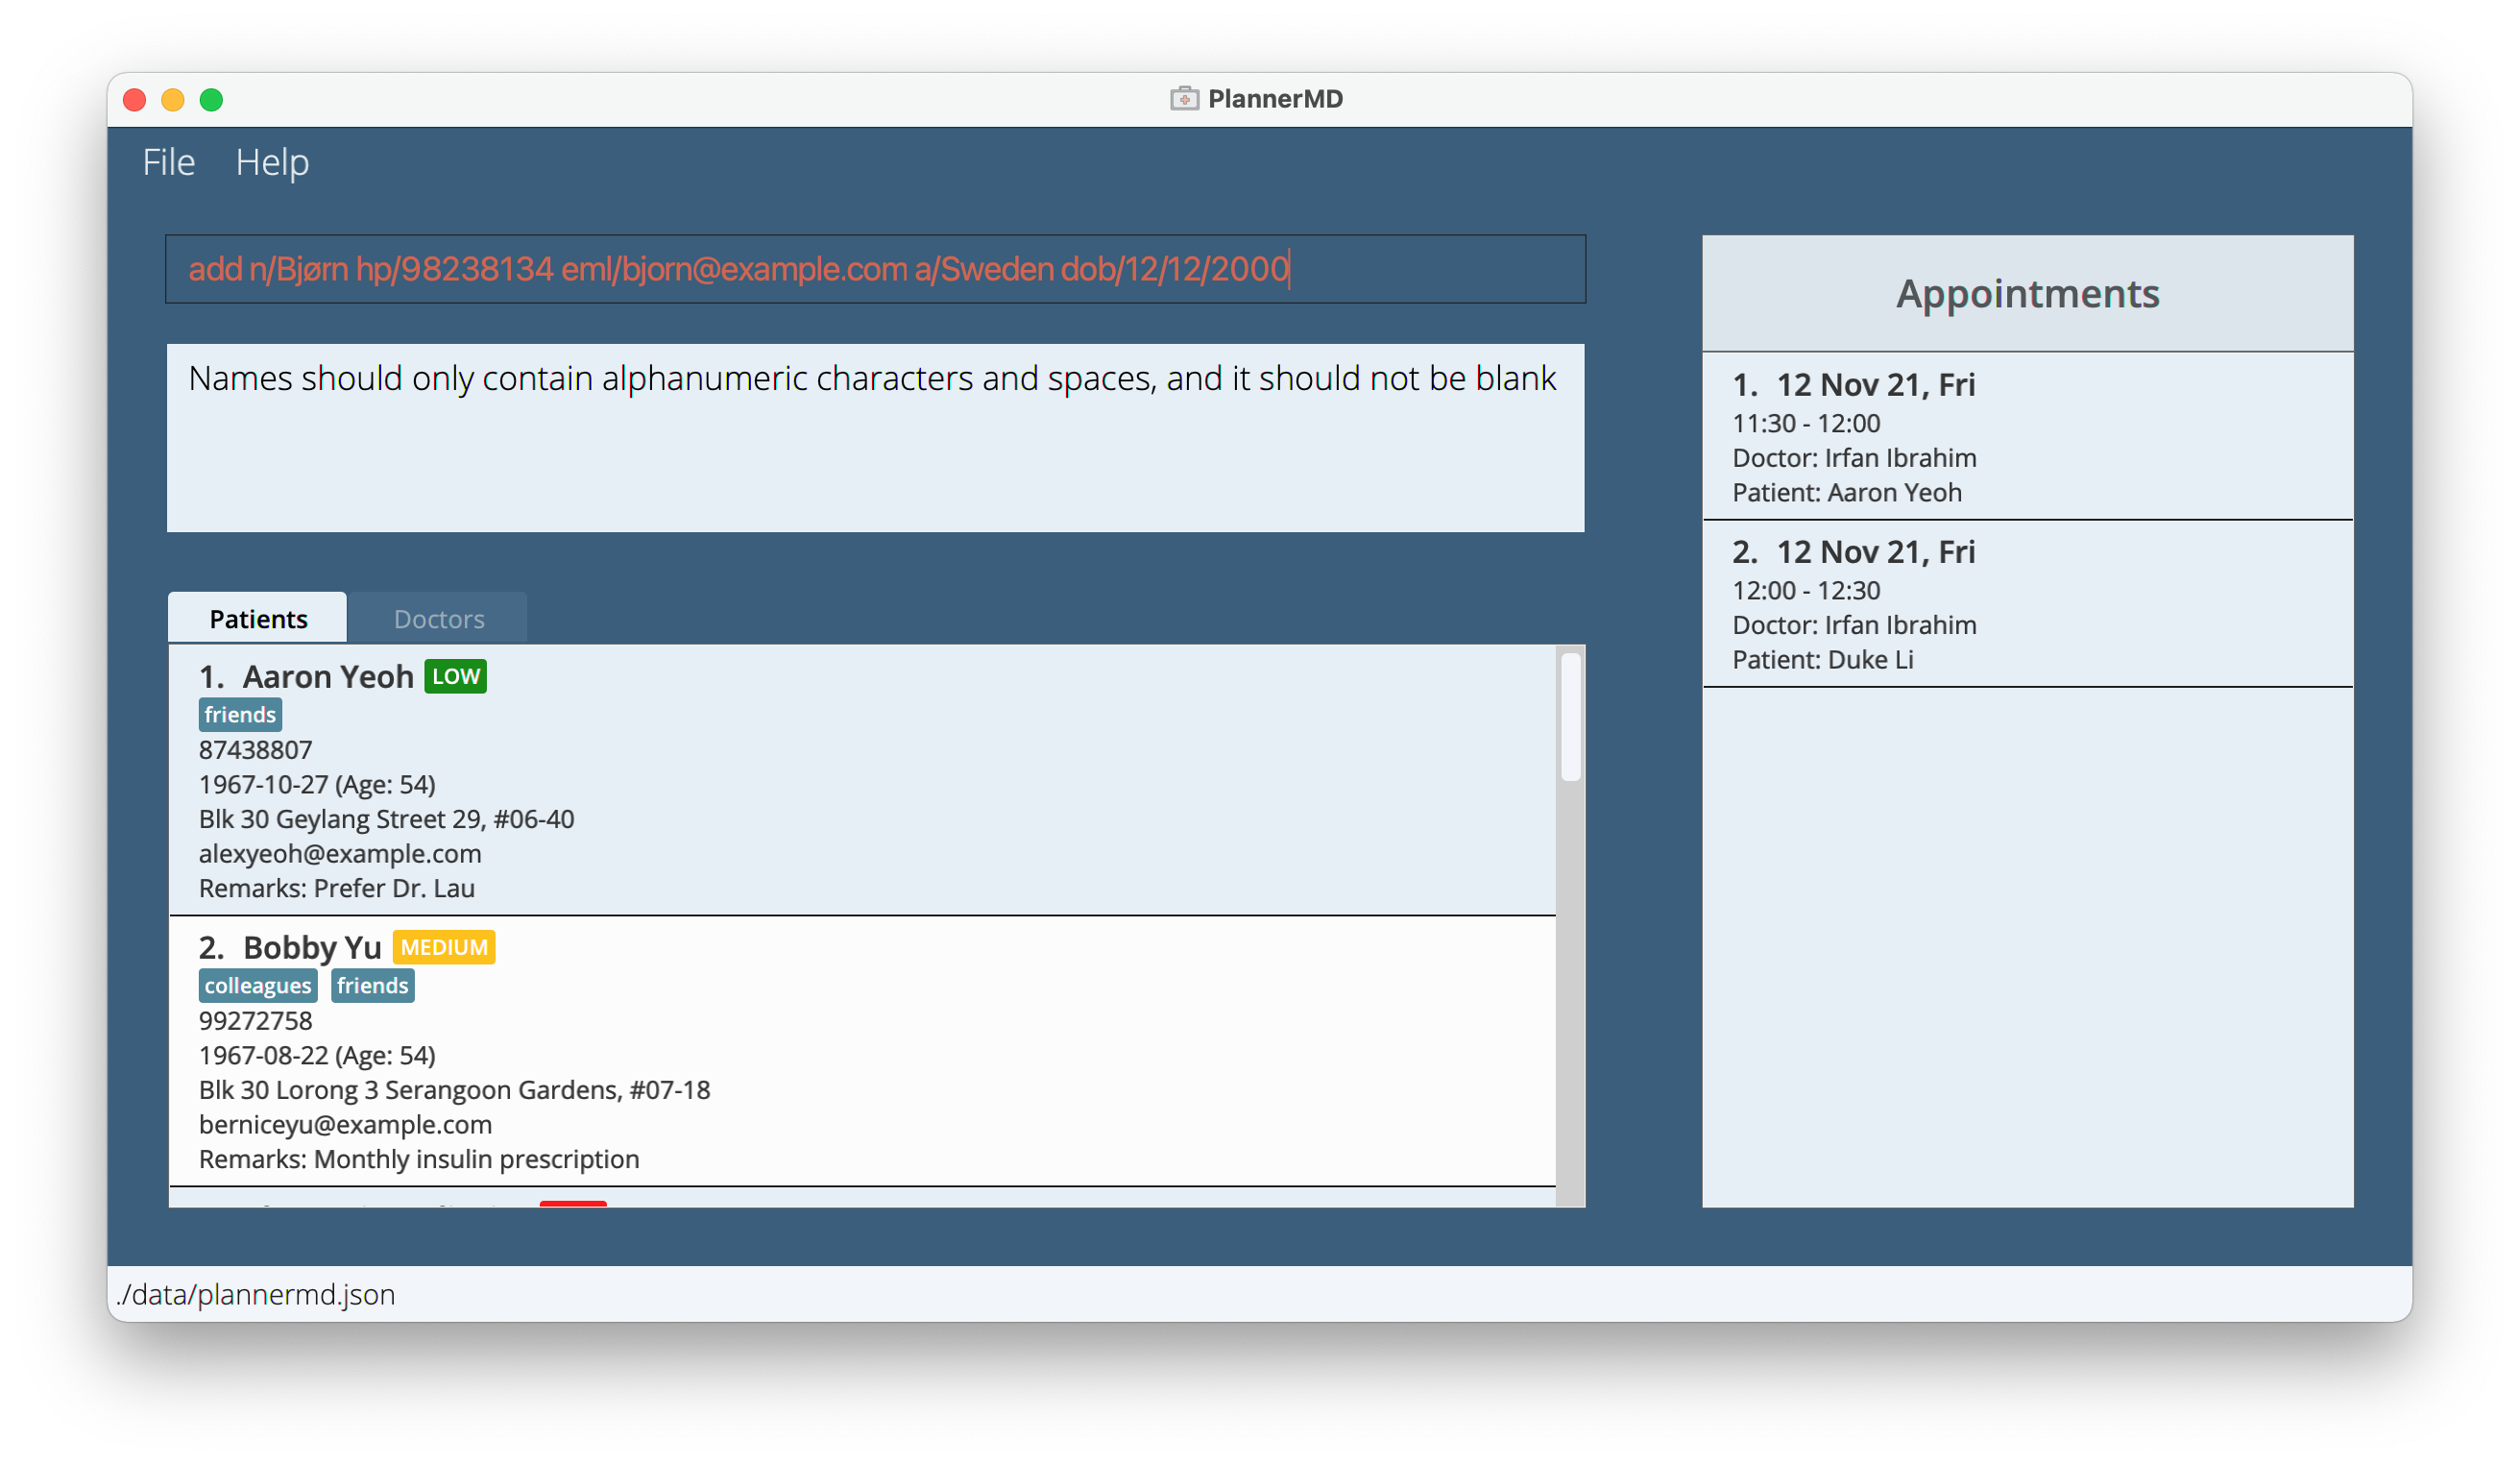 PlannerMD
File Help
add n/Bjørn hp/98238134 eml/bjorn@example.com a/Sweden dob/12/12/2000
Names should only contain alphanumeric characters and spaces, and it should not be blank
Patients Doctors
1. Aaron Yeoh LOW
friends
87438807
1967-10-27 (Age: 54)
Blk 30 Geylang Street 29, #06-40
alexyeoh@example.com
Remarks: Prefer Dr. Lau
2. Bobby Yu MEDIUM
colleagues friends
99272758
1967-08-22 (Age: 54)
Blk 30 Lorong 3 Serangoon Gardens, #07-18
berniceyu@example.com
Remarks: Monthly insulin prescription
Appointments
1. 12 Nov 21, Fri
11:30 - 12:00
Doctor: Irfan Ibrahim
Patient: Aaron Yeoh
2. 12 Nov 21, Fri
12:00 - 12:30
Doctor: Irfan Ibrahim
Patient: Duke Li
./data/plannermd.json